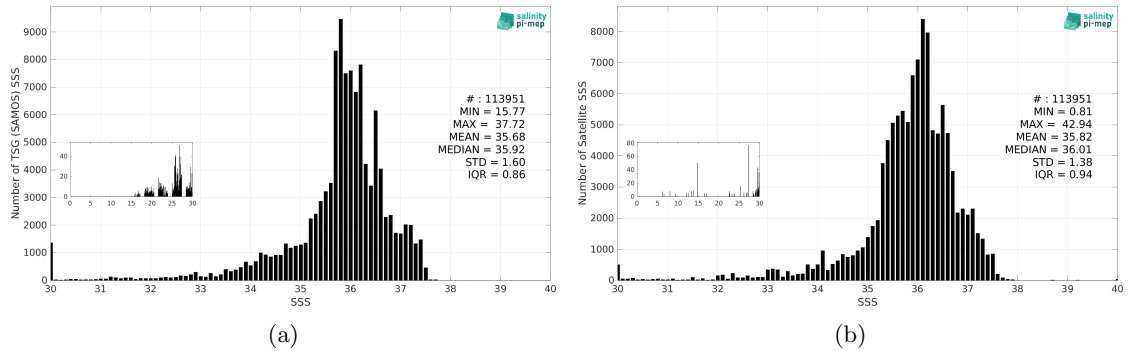 9000
8000
7000
6000
5000
4000
3000
2000
1000
0
Number of TSG (SAMOS) SSS
salinity
pi-mep
# : 113951
MIN = 15.77
MAX = 37.72
MEAN = 35.68
MEDIAN = 35.92
STD = 1.60
IQR = 0.86
40
20
0
0 5 10 15 20 25 30
30 31 32 33 34 35 36 37 38 39 40
SSS
(a)
8000
7000
6000
5000
4000
3000
2000
1000
0
Number of Satellite SSS
salinity
pi-mep
# : 113951
MIN = 0.81
MAX = 42.94
MEAN = 35.82
MEDIAN = 36.01
STD = 1.38
IQR = 0.94
80
60
40
20
0
0 5 10 15 20 25 30
30 31 32 33 34 35 36 37 38 39 40
SSS
(b)